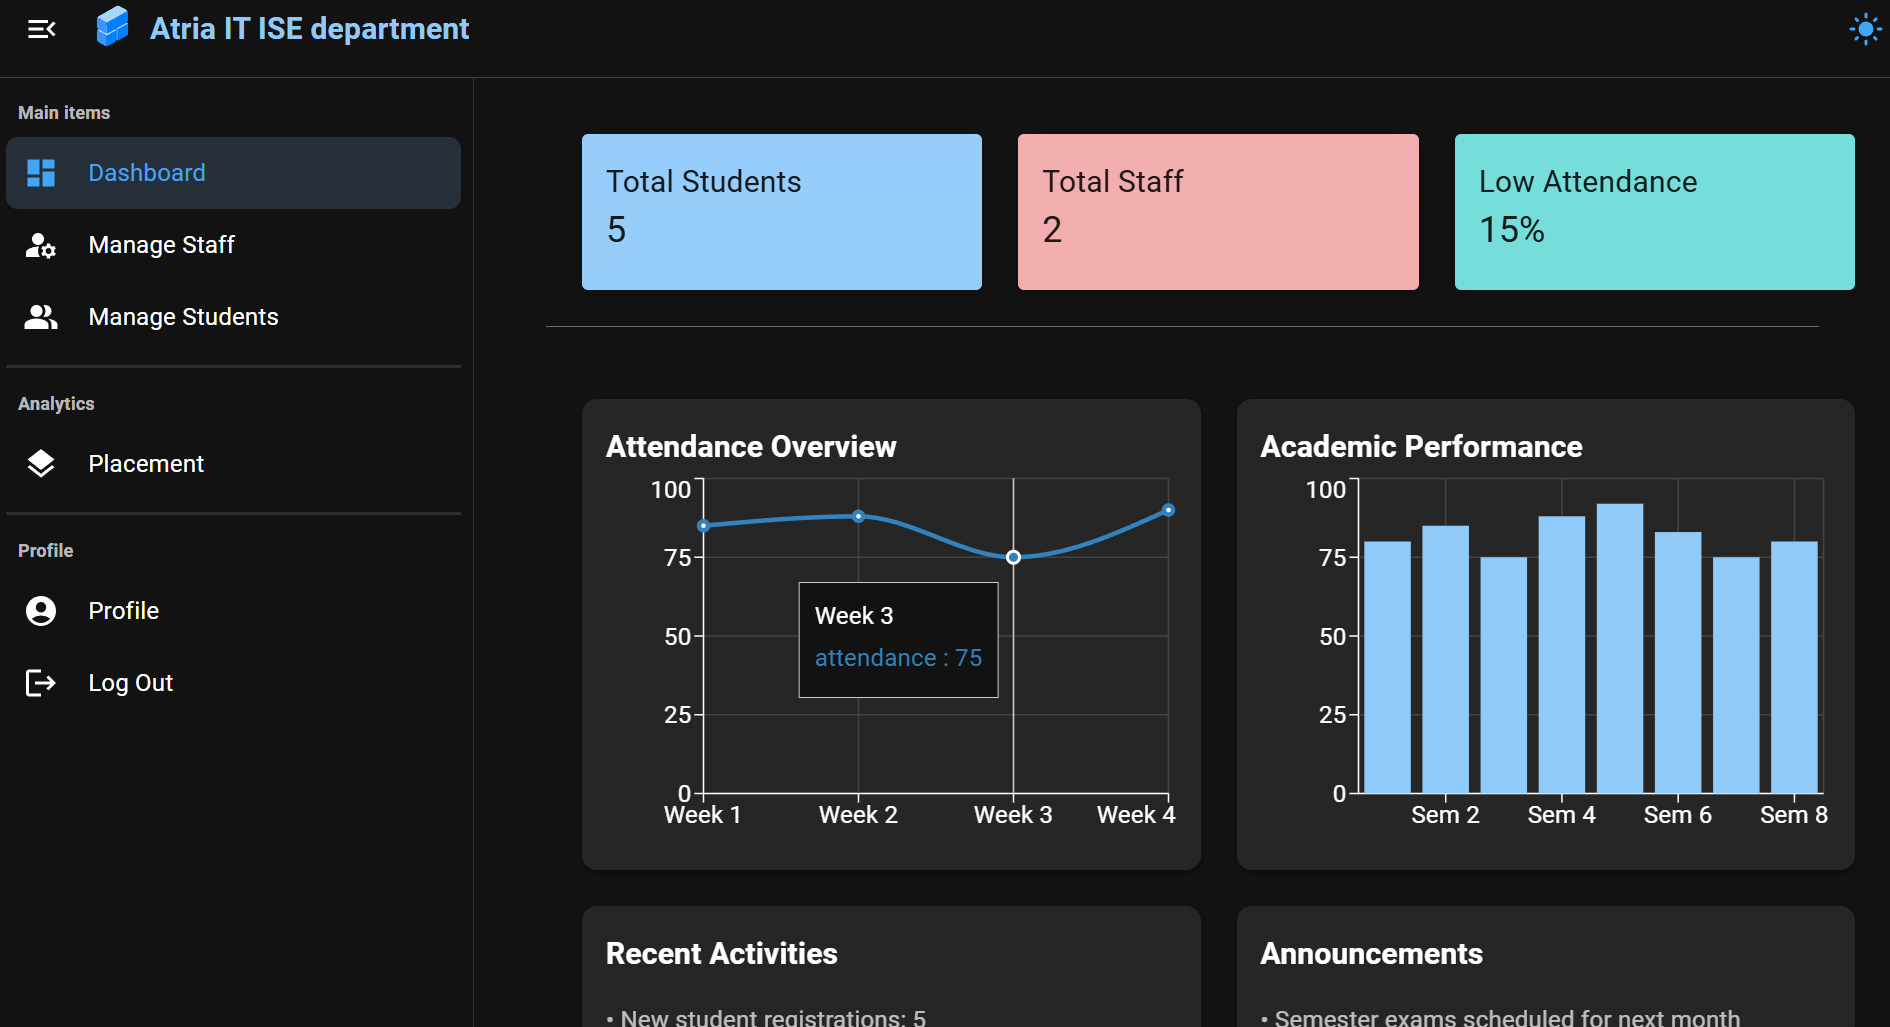 Atria IT ISE department
Main items
Dashboard
Manage Staff
Manage Students
Analytics
Placement
Profile
Profile
Log Out
Total Students
5
Total Staff
2
Low Attendance
15%
Attendance Overview
100
75
50
25
0
Week 1 Week 2 Week 3 Week 4
Week 3
attendance : 75
Academic Performance
100
75
50
25
0
Sem 2 Sem 4 Sem 6 Sem 8
Recent Activities
• New student registrations: 5
Announcements
• Semester exams scheduled for next month